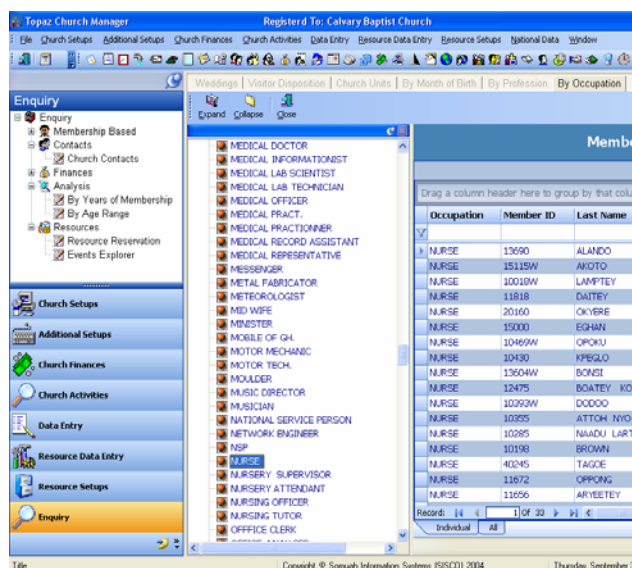 Topaz Church Manager Registerd To: Calvary Baptist Church
File Church Setups Additional Setups Church Finances Church Activities Data Entry Resource Data Entry Resource Setups National Data Window
Weddings Visitor Disposition Church Units By Month of Birth By Profession By Occupation
Enquiry
Expand Collapse Close
Enquiry
Membership Based
Contacts
Church Contacts
Finances
Analysis
By Years of Membership
By Age Range
Resources
Resource Reservation
Events Explorer
Church Setups
Additional Setups
Church Finances
Church Activities
Data Entry
Resource Data Entry
Resource Setups
Enquiry
MEDICAL DOCTOR
MEDICAL INFORMATIONIST
MEDICAL LAB SCIENTIST
MEDICAL LAB TECHNICIAN
MEDICAL OFFICER
MEDICAL PRACT.
MEDICAL PRACTIONNER
MEDICAL RECORD ASSISTANT
MEDICAL REPESENTATIVE
MESSENGER
METAL FABRICATOR
METEOROLOGIST
MID WIFE
MINISTER
MOBILE OF GH.
MOTOR MECHANIC
MOTOR TECH.
MOULDER
MUSIC DIRECTOR
MUSICIAN
NATIONAL SERVICE PERSON
NETWORK ENGINEER
NSP
NURSE
NURSERY SUPERVISOR
NURSERY ATTENDANT
NURSING OFFICER
NURSING TUTOR
OFFFICE CLERK
Membe
Drag a column header here to group by that colu
Occupation Member ID Last Name
NURSE 13690 ALANDO
NURSE 15115W AKOTO
NURSE 10018W LAMPTEY
NURSE 11818 DAITEY
NURSE 20160 OKYERE
NURSE 15000 EGHAN
NURSE 10469W OPOKU
NURSE 10430 KPEGLO
NURSE 13604W BONSI
NURSE 12475 BOATEY KO
NURSE 10393W DODOO
NURSE 10355 ATTOH NYO
NURSE 10285 NAADU LART
NURSE 10198 BROWN
NURSE 40245 TAGOE
NURSE 11672 OPPONG
NURSE 11656 ARYEETEY
Record: 1 Of 33
Individual All
Title Copyright © Somuah Information Systems (SISCO) 2004 Thursday, September